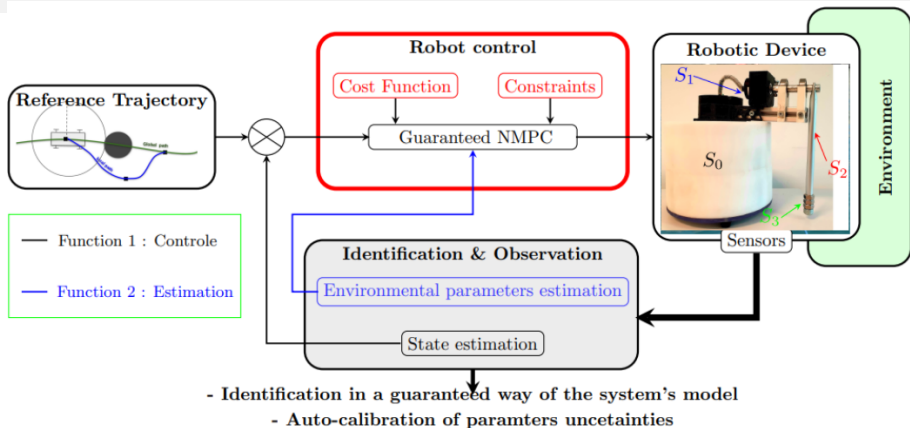 Robot control
Cost Function
Constraints
Guaranteed NMPC
Reference Trajectory
Global path
Robotic Device
S1
S0
S2
S3
Sensors
Environment
Function 1 : Controle
Function 2 : Estimation
Identification & Observation
Environmental parameters estimation
State estimation
- Identification in a guaranteed way of the system's model
- Auto-calibration of paramters uncetainties